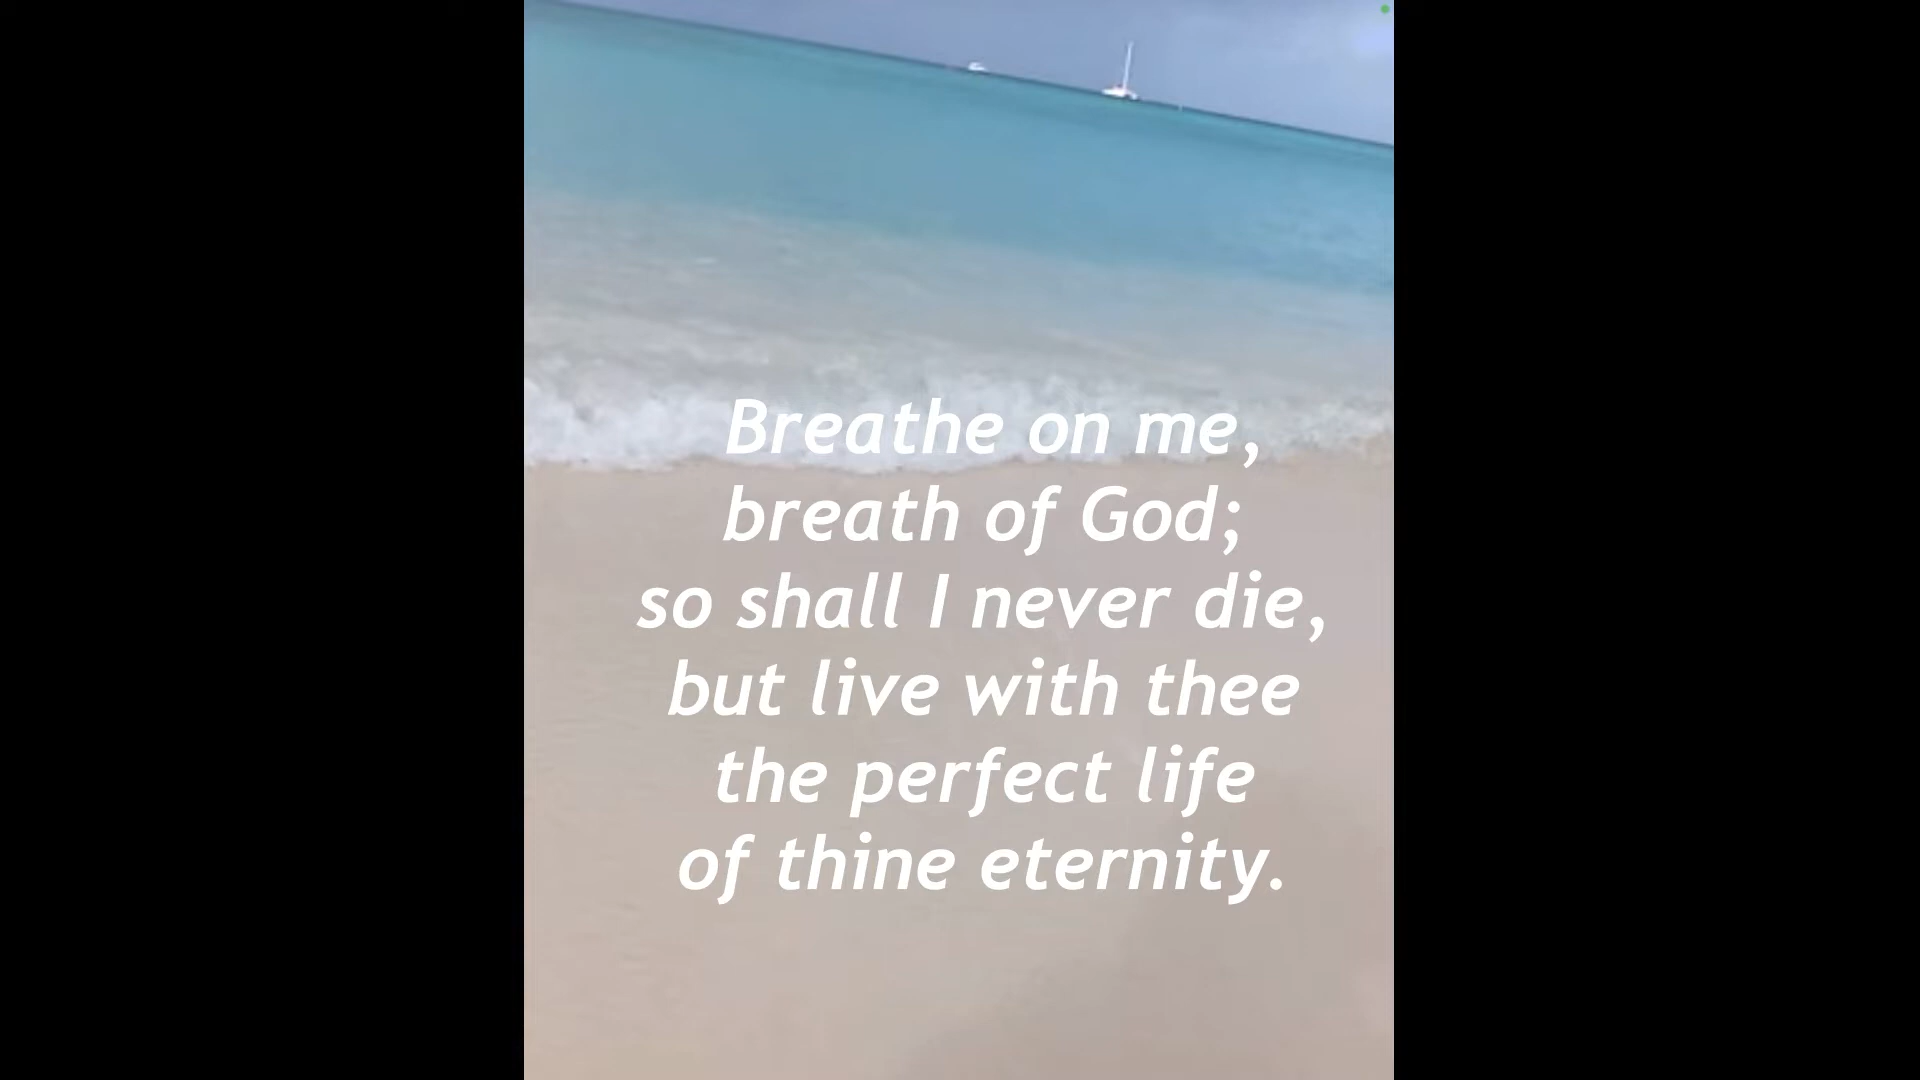 Breathe on me,
breath of God;
so shall I never die,
but live with thee
the perfect life
of thine eternity.